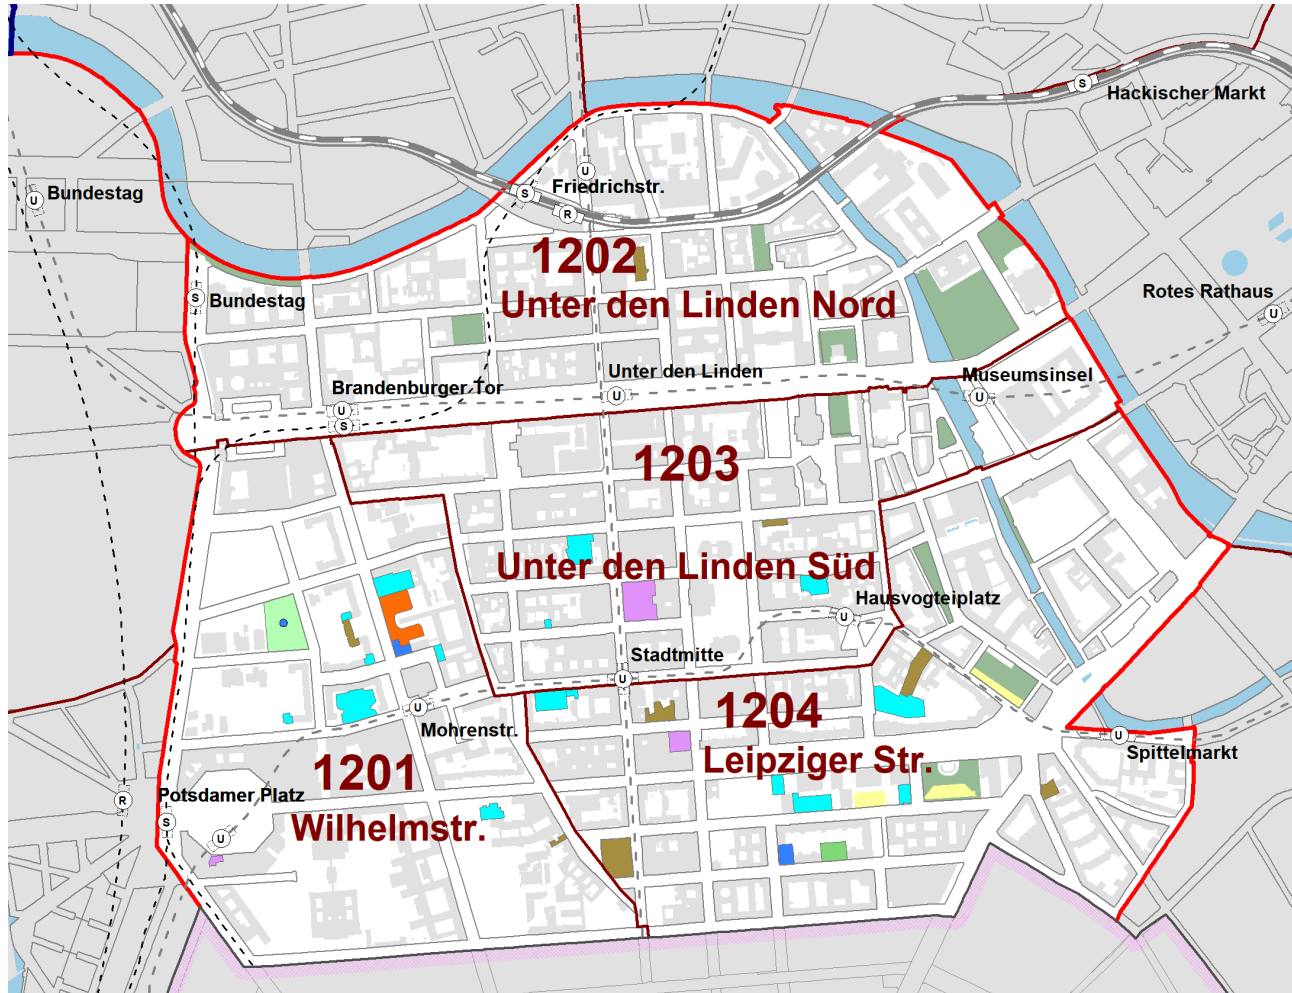 S
Hackischer Markt
U
Bundestag
U
S
Friedrichstr.
R
1202
Rotes Rathaus
S
Bundestag
Unter den Linden Nord
U
Unter den Linden
Museumsinsel
Brandenburger Tor
U
U
U
S
1203
Unter den Linden Süd
Hausvogteiplatz
U
Stadtmitte
U
U
Mohrenstr.
1204
Leipziger Str.
U
Spittelmarkt
1201
Potsdamer Platz
R
S
U
Wilhelmstr.